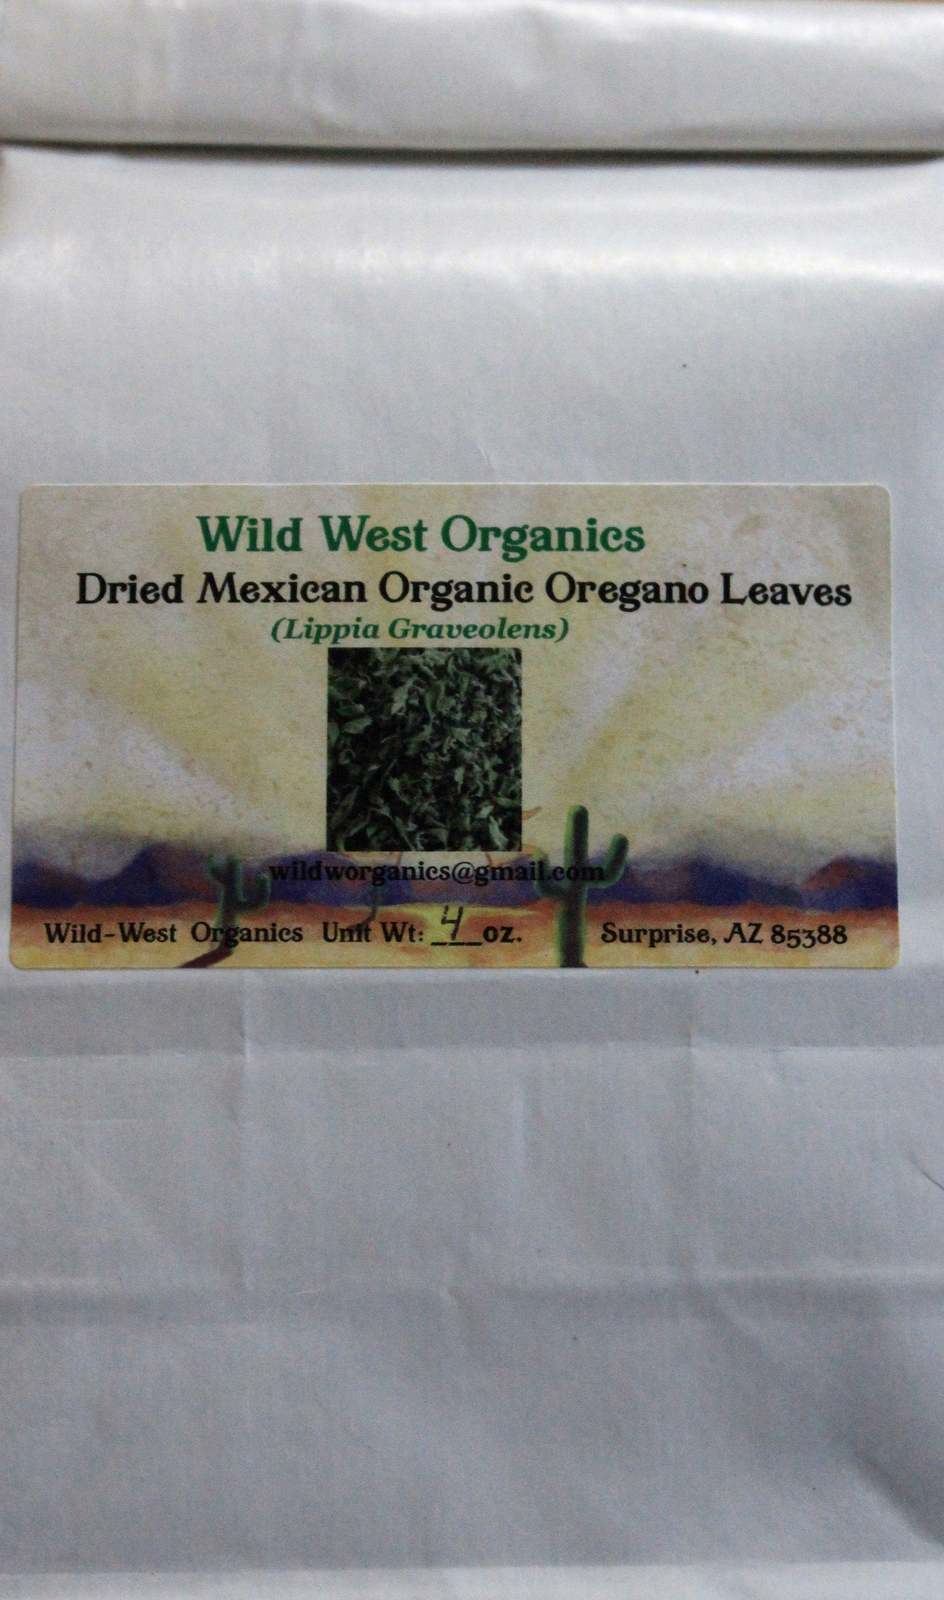 Wild West Organics
Dried Mexican Organic Oregano Leaves
(Lippia Graveolens)
wildworganics@gmail.com
Wild-West Organics Unit Wt: 4 oz. Surprise, AZ 85388